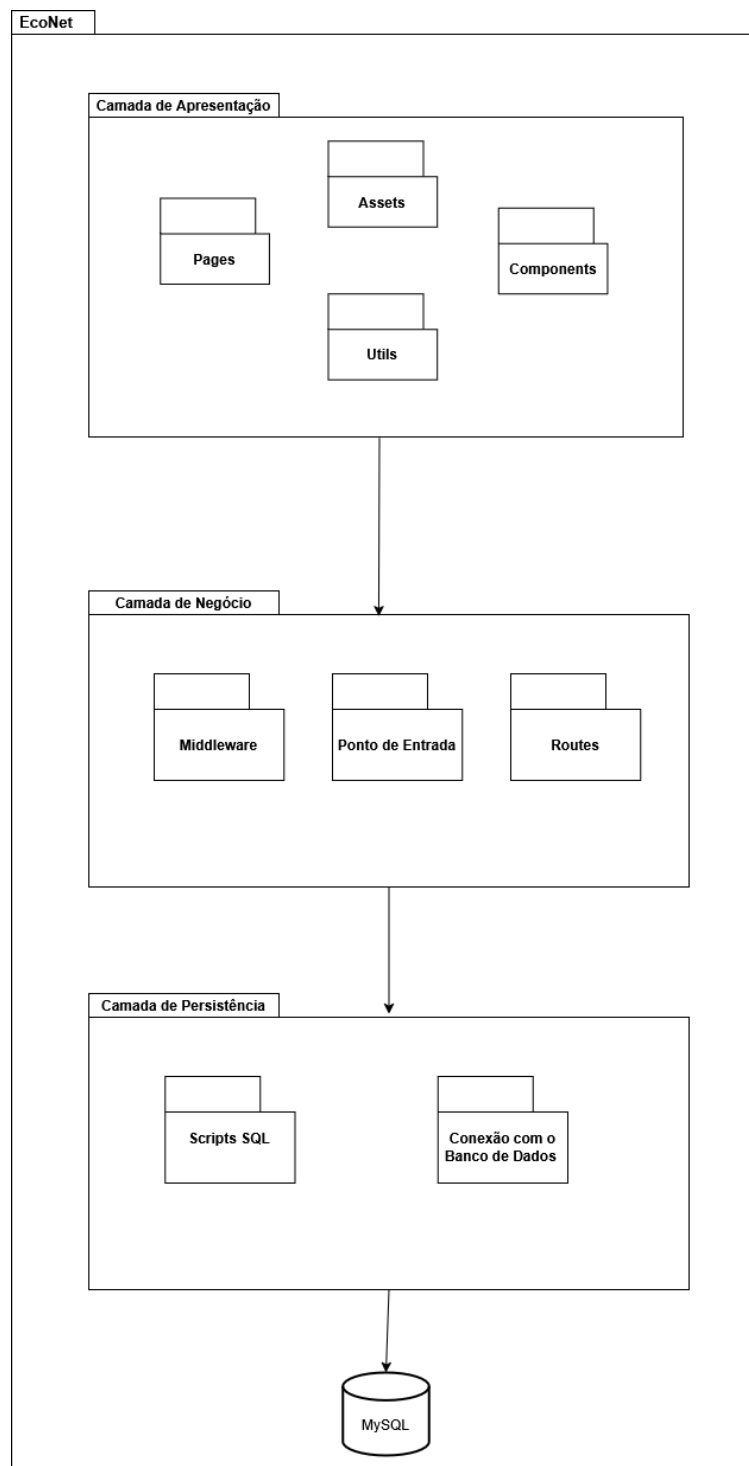 EcoNet
Camada de Apresentação
Assets
Pages
Components
Utils
Camada de Negócio
Middleware
Ponto de Entrada
Routes
Camada de Persistência
Scripts SQL
Conexão com o
Banco de Dados
MySQL